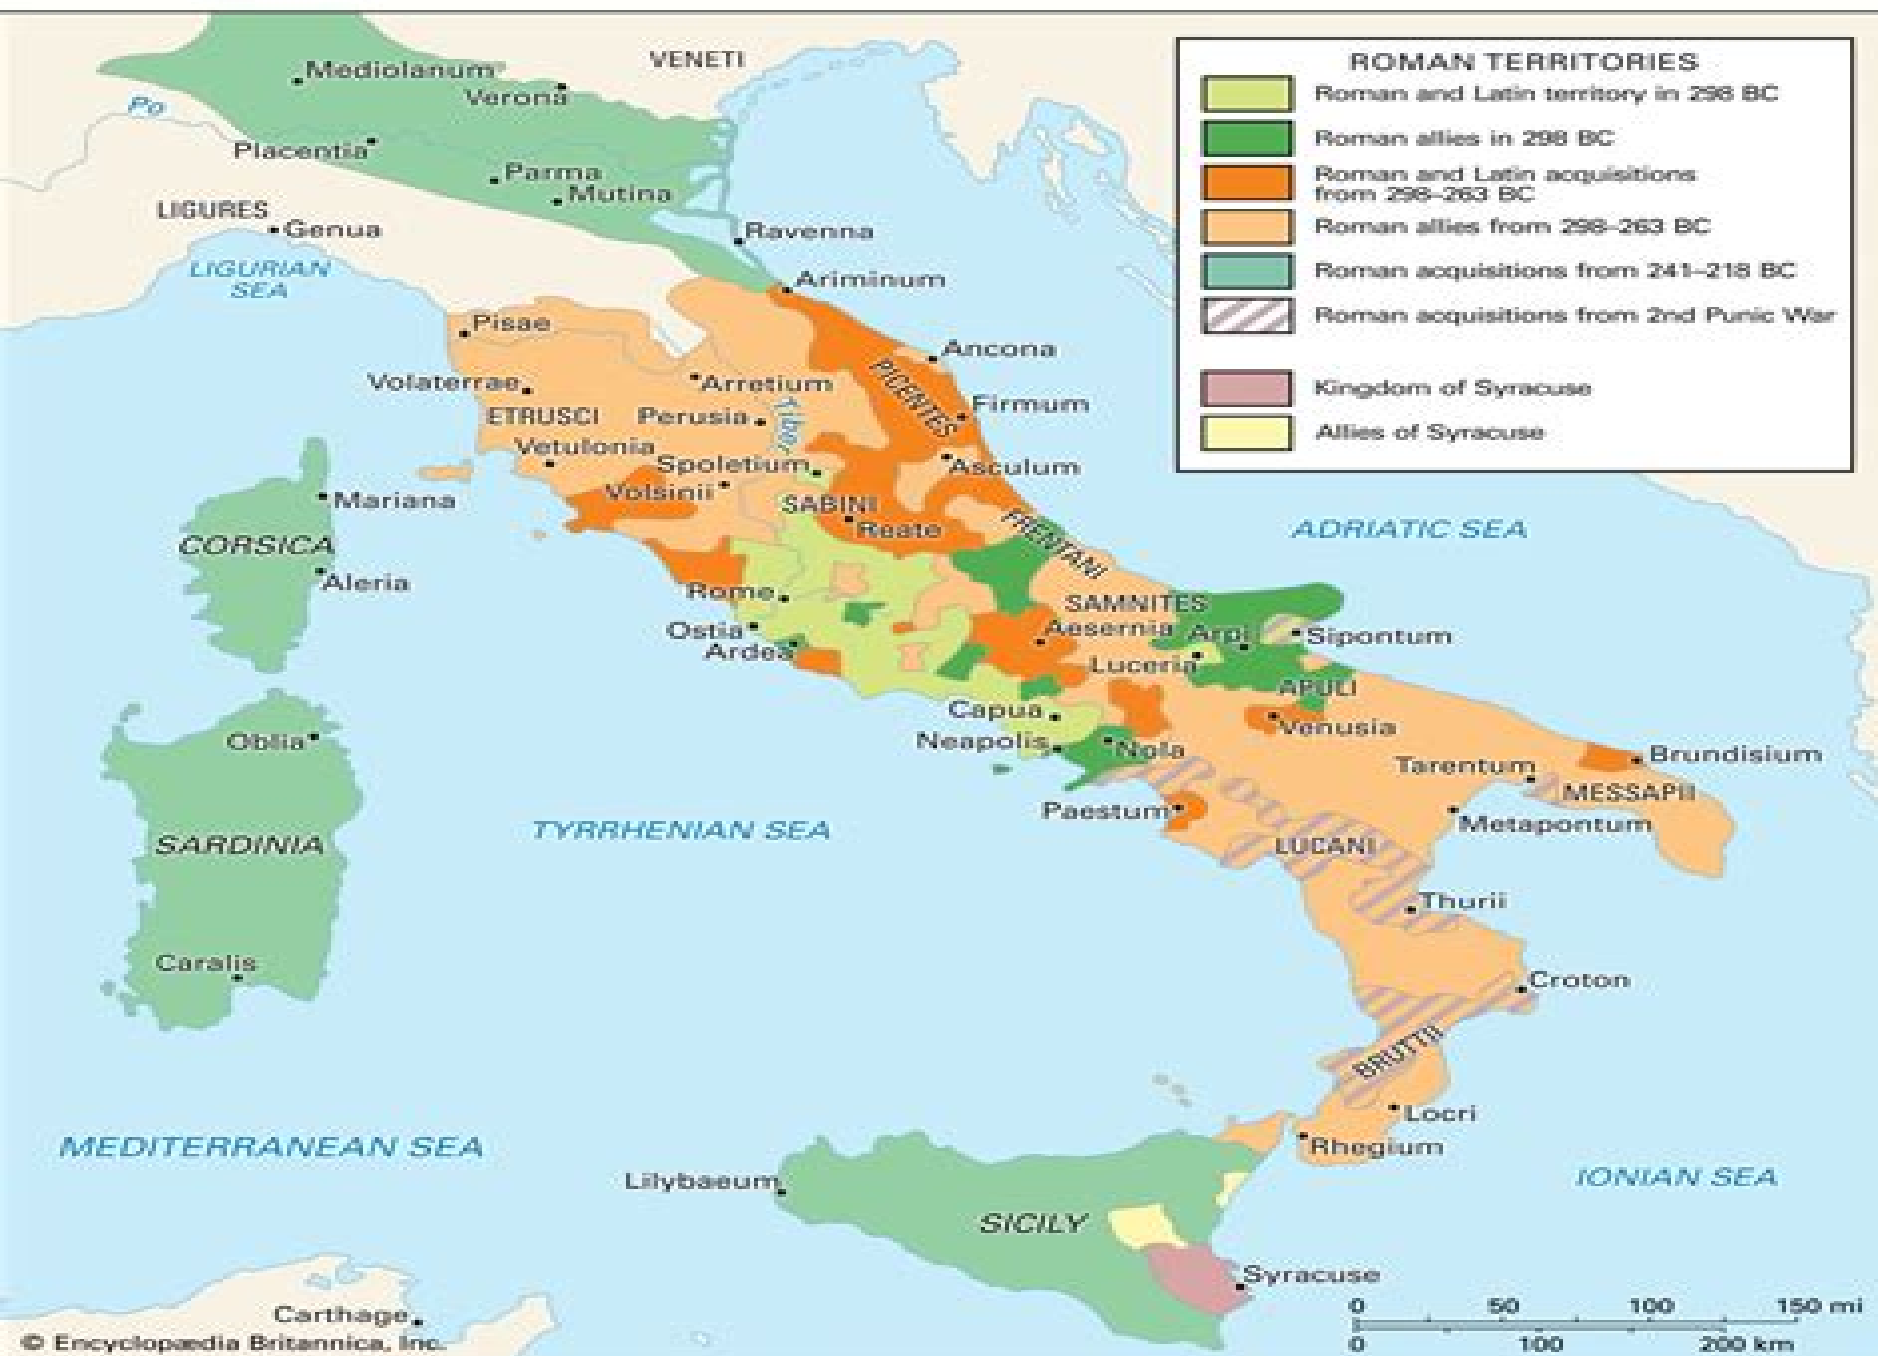 ROMAN TERRITORIES
Roman and Latin territory in 298 BC
Roman allies in 298 BC
Roman and Latin acquisitions
from 298–263 BC
Roman allies from 298–263 BC
Roman acquisitions from 241–218 BC
Roman acquisitions from 2nd Punic War
Kingdom of Syracuse
Allies of Syracuse
VENETI
Mediolanum
Verona
Po
Placentia
Parma
Mutina
LIGURES
Genua
Ravenna
LIGURIAN
SEA
Ariminum
Pisae
Ancona
PICENTES
Volaterrae
Arretium
Firmum
ETRUSCI
Perusia
Tiber
Vetulonia
Spoletium
Asculum
Volsinii
SABINI
Mariana
Reate
FRENTANI
ADRIATIC SEA
CORSICA
Aleria
Rome
SAMNITES
Ostia
Aesernia
Arpi
Sipontum
Ardea
Luceria
APULI
Capua
Venusia
Oblia
Neapolis
Nola
Brundisium
Tarentum
MESSAPII
Paestum
Metapontum
TYRRHENIAN SEA
SARDINIA
LUCANI
Thurii
Caralis
Croton
BRUTTII
Locri
MEDITERRANEAN SEA
Rhegium
Lilybaeum
IONIAN SEA
SICILY
Syracuse
Carthage
0 50 100 150 mi
0 100 200 km
© Encyclopædia Britannica, Inc.